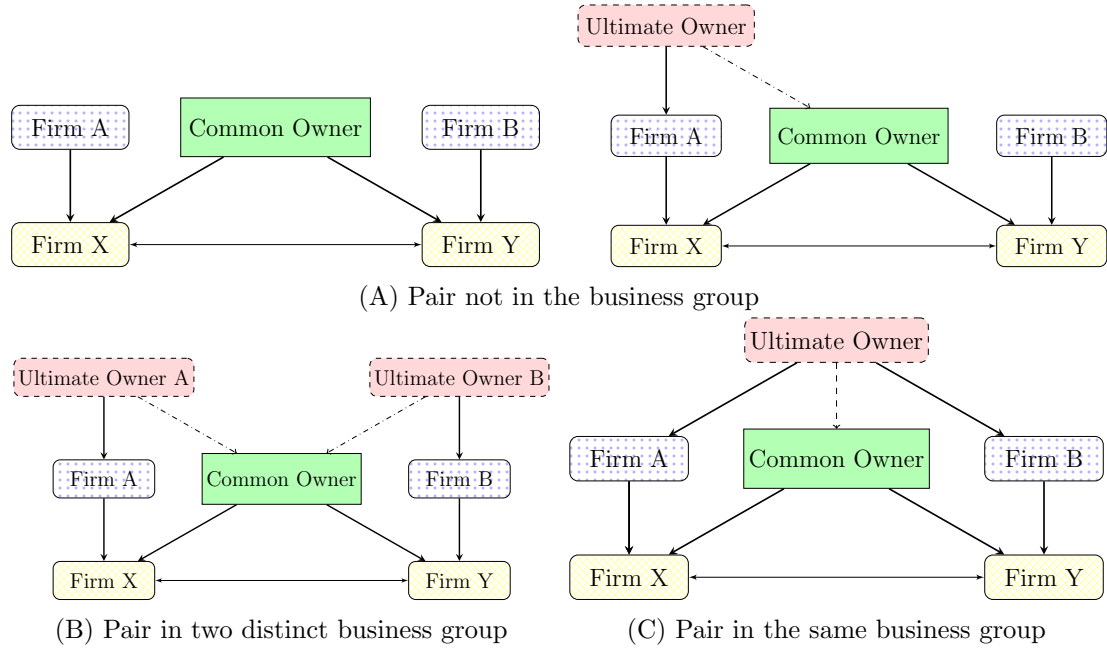 Ultimate Owner
Firm A
Common Owner
Firm B
Firm X
Firm Y
Firm A
Common Owner
Firm B
Firm X
Firm Y
(A) Pair not in the business group
Ultimate Owner A
Ultimate Owner B
Firm A
Common Owner
Firm B
Firm X
Firm Y
(B) Pair in two distinct business group
Ultimate Owner
Firm A
Common Owner
Firm B
Firm X
Firm Y
(C) Pair in the same business group